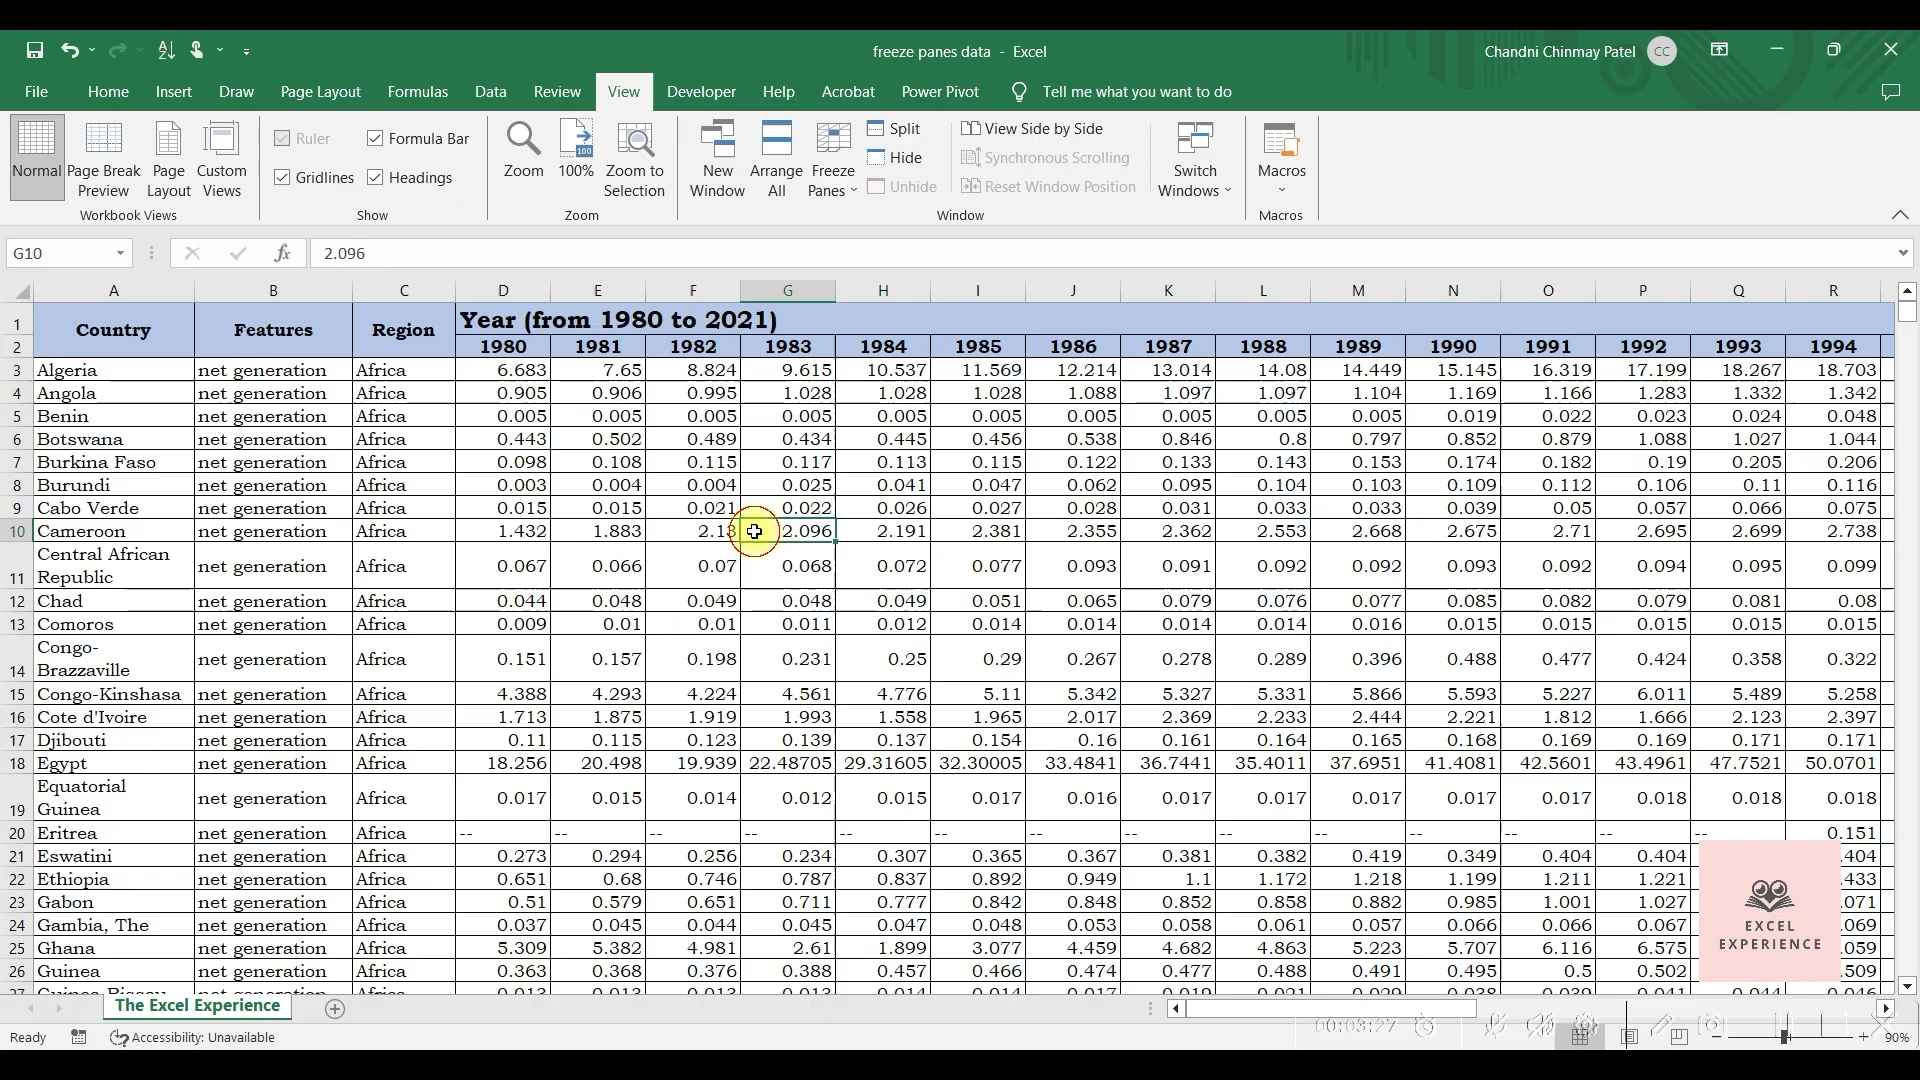 freeze panes data - Excel
Chandni Chinmay Patel CC
File Home Insert Draw Page Layout Formulas Data Review View Developer Help Acrobat Power Pivot Tell me what you want to do
Normal
Page Break Preview
Page Layout
Custom Views
Workbook Views
Ruler
Formula Bar
Gridlines
Headings
Show
Zoom
100
100%
Zoom to Selection
Zoom
New Window
Arrange All
Freeze Panes
Split
Hide
Unhide
View Side by Side
Synchronous Scrolling
Reset Window Position
Switch Windows
Window
Macros
Macros
G10 fx 2.096
A B C D E F G H I J K L M N O P Q R
1 Country Features Region Year (from 1980 to 2021)
2 1980 1981 1982 1983 1984 1985 1986 1987 1988 1989 1990 1991 1992 1993 1994
3 Algeria net generation Africa 6.683 7.65 8.824 9.615 10.537 11.569 12.214 13.014 14.08 14.449 15.145 16.319 17.199 18.267 18.703
4 Angola net generation Africa 0.905 0.906 0.995 1.028 1.028 1.028 1.088 1.097 1.097 1.104 1.169 1.166 1.283 1.332 1.342
5 Benin net generation Africa 0.005 0.005 0.005 0.005 0.005 0.005 0.005 0.005 0.005 0.005 0.019 0.022 0.023 0.024 0.048
6 Botswana net generation Africa 0.443 0.502 0.489 0.434 0.445 0.456 0.538 0.846 0.8 0.797 0.852 0.879 1.088 1.027 1.044
7 Burkina Faso net generation Africa 0.098 0.108 0.115 0.117 0.113 0.115 0.122 0.133 0.143 0.153 0.174 0.182 0.19 0.205 0.206
8 Burundi net generation Africa 0.003 0.004 0.004 0.025 0.041 0.047 0.062 0.095 0.104 0.103 0.109 0.112 0.106 0.11 0.116
9 Cabo Verde net generation Africa 0.015 0.015 0.021 0.022 0.026 0.027 0.028 0.031 0.033 0.033 0.039 0.05 0.057 0.066 0.075
10 Cameroon net generation Africa 1.432 1.883 2.13 2.096 2.191 2.381 2.355 2.362 2.553 2.668 2.675 2.71 2.695 2.699 2.738
11 Central African Republic net generation Africa 0.067 0.066 0.07 0.068 0.072 0.077 0.093 0.091 0.092 0.092 0.093 0.092 0.094 0.095 0.099
12 Chad net generation Africa 0.044 0.048 0.049 0.048 0.049 0.051 0.065 0.079 0.076 0.077 0.085 0.082 0.079 0.081 0.08
13 Comoros net generation Africa 0.009 0.01 0.01 0.011 0.012 0.014 0.014 0.014 0.014 0.016 0.015 0.015 0.015 0.015 0.015
14 Congo-Brazzaville net generation Africa 0.151 0.157 0.198 0.231 0.25 0.29 0.267 0.278 0.289 0.396 0.488 0.477 0.424 0.358 0.322
15 Congo-Kinshasa net generation Africa 4.388 4.293 4.224 4.561 4.776 5.11 5.342 5.327 5.331 5.866 5.593 5.227 6.011 5.489 5.258
16 Cote d'Ivoire net generation Africa 1.713 1.875 1.919 1.993 1.558 1.965 2.017 2.369 2.233 2.444 2.221 1.812 1.666 2.123 2.397
17 Djibouti net generation Africa 0.11 0.115 0.123 0.139 0.137 0.154 0.16 0.161 0.164 0.165 0.168 0.169 0.169 0.171 0.171
18 Egypt net generation Africa 18.256 20.498 19.939 22.48705 29.31605 32.30005 33.4841 36.7441 35.4011 37.6951 41.4081 42.5601 43.4961 47.7521 50.0701
19 Equatorial Guinea net generation Africa 0.017 0.015 0.014 0.012 0.015 0.017 0.016 0.017 0.017 0.017 0.017 0.017 0.018 0.018 0.018
20 Eritrea net generation Africa -- -- -- -- -- -- -- -- -- -- -- -- -- -- 0.151
21 Eswatini net generation Africa 0.273 0.294 0.256 0.234 0.307 0.365 0.367 0.381 0.382 0.419 0.349 0.404 0.404 .404
22 Ethiopia net generation Africa 0.651 0.68 0.746 0.787 0.837 0.892 0.949 1.1 1.172 1.218 1.199 1.211 1.221 .433
23 Gabon net generation Africa 0.51 0.579 0.651 0.711 0.777 0.842 0.848 0.852 0.858 0.882 0.985 1.001 1.027 .071
24 Gambia, The net generation Africa 0.037 0.045 0.044 0.045 0.047 0.048 0.053 0.058 0.061 0.057 0.066 0.066 0.067 .069
25 Ghana net generation Africa 5.309 5.382 4.981 2.61 1.899 3.077 4.459 4.682 4.863 5.223 5.707 6.116 6.575 .059
26 Guinea net generation Africa 0.363 0.368 0.376 0.388 0.457 0.466 0.474 0.477 0.488 0.491 0.495 0.5 0.502 .509
EXCEL
EXPERIENCE
The Excel Experience
00:03:27
Ready Accessibility: Unavailable 90%